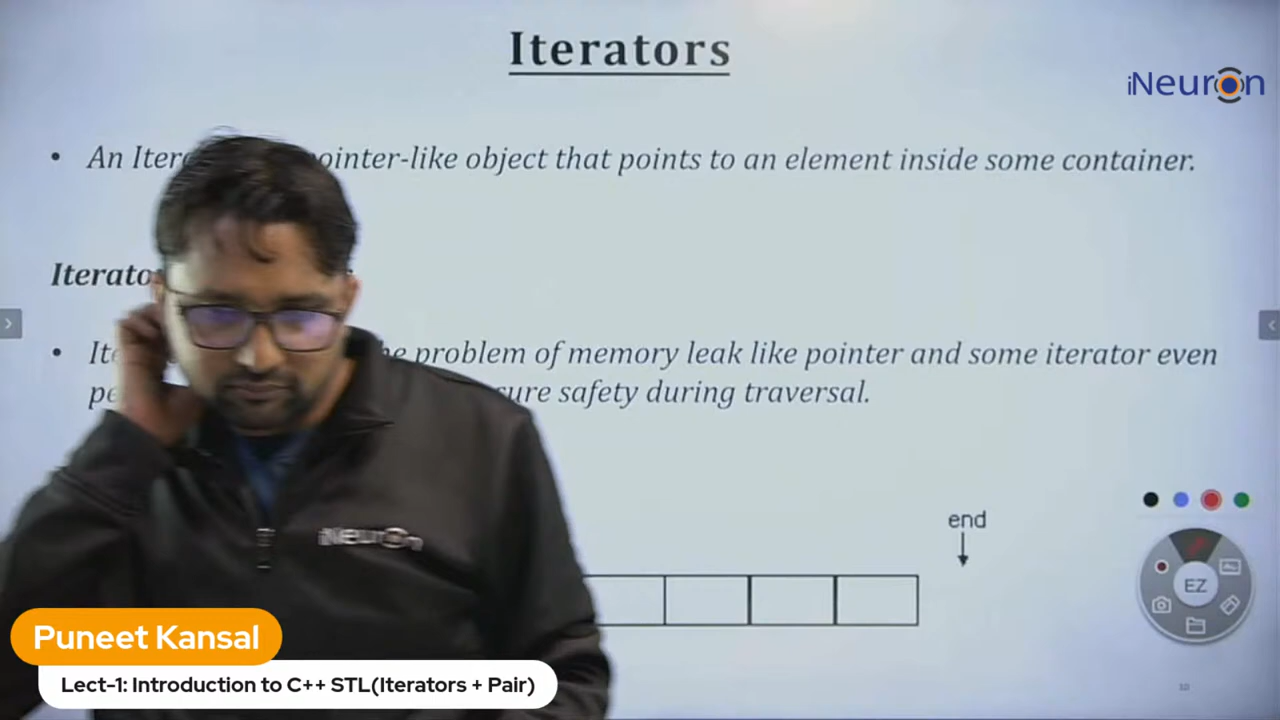 Iterators
iNeuron
• An Iter ointer-like object that points to an element inside some container.
Iterato
• Ite he problem of memory leak like pointer and some iterator even
pe sure safety during traversal.
end
EZ
iNeuron
Puneet Kansal
Lect-1: Introduction to C++ STL(Iterators + Pair)
10